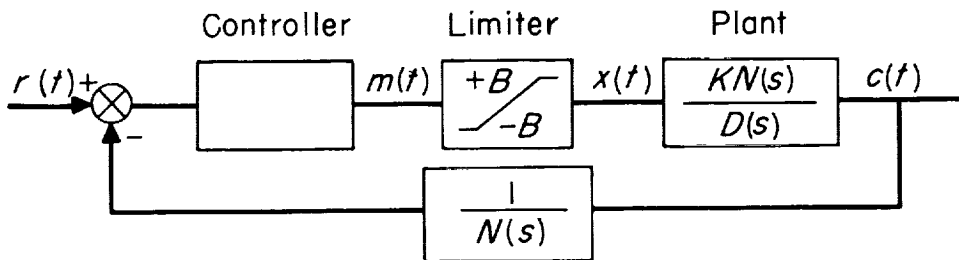 Controller
Limiter
Plant
r(t)
+
−
m(t)
+B
−B
x(t)
KN(s)
D(s)
c(t)
1
N(s)